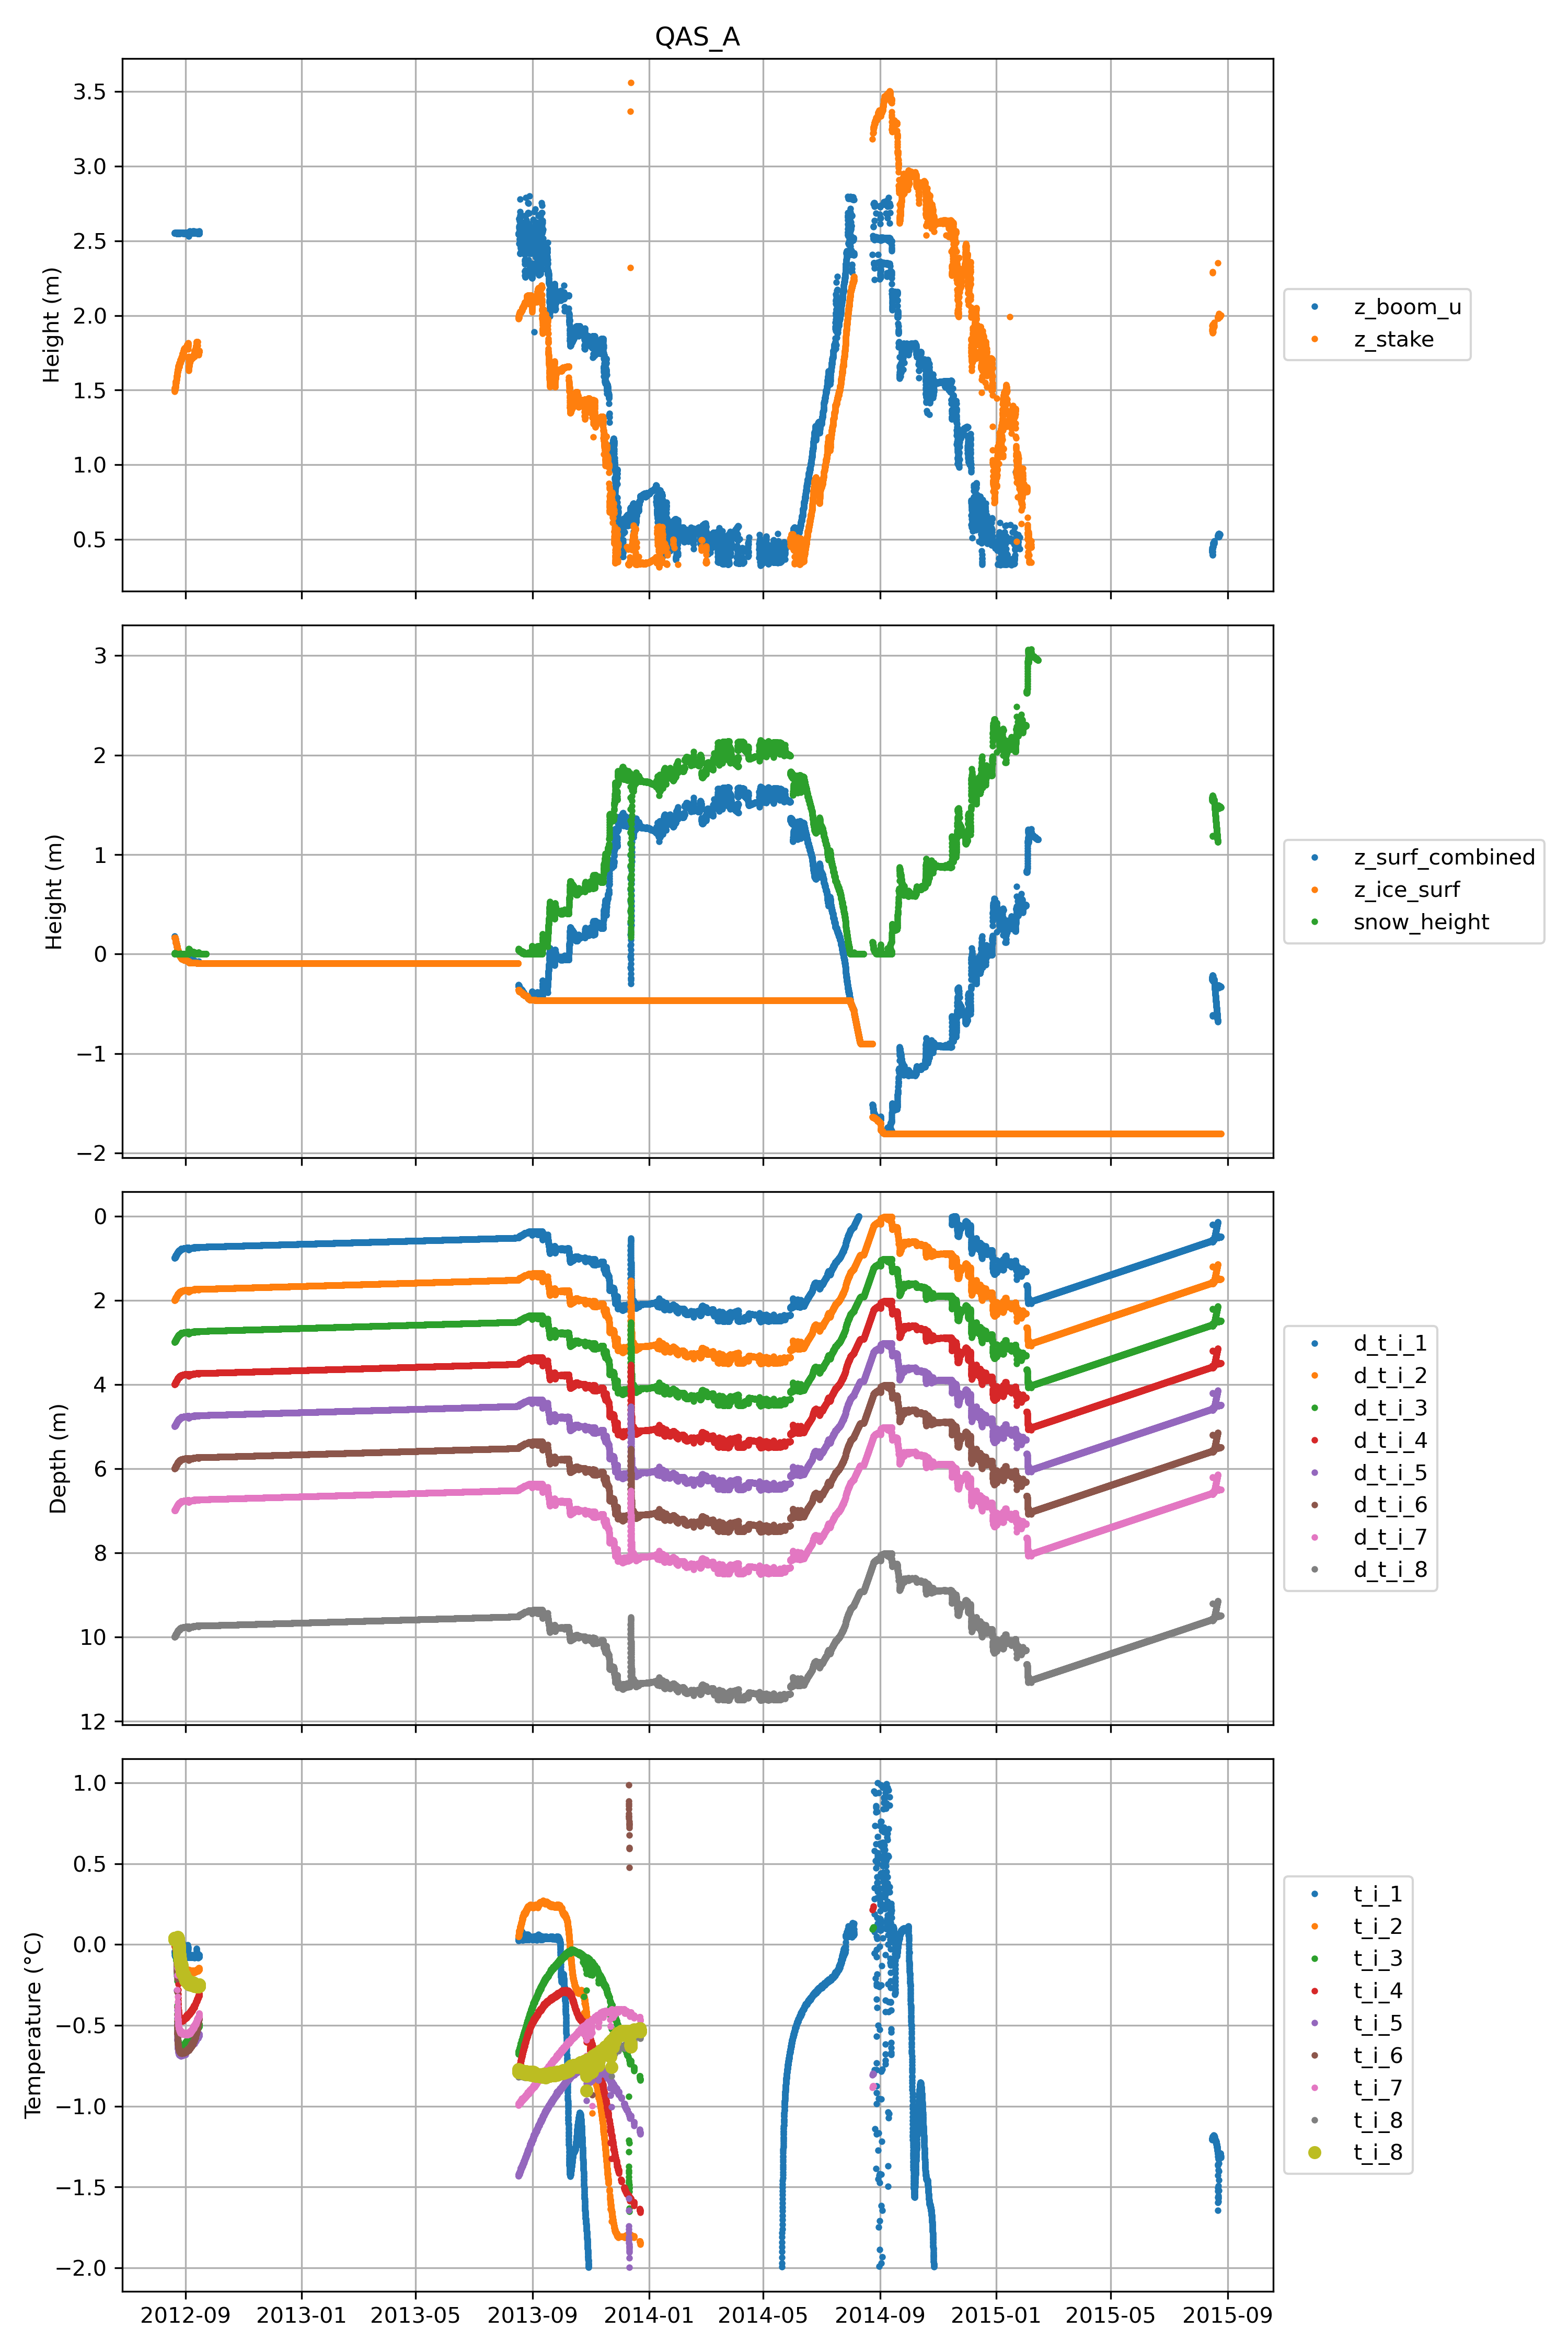 QAS_A
Height (m)
3.5
3.0
2.5
2.0
1.5
1.0
0.5
z_boom_u
z_stake
Height (m)
3
2
1
0
−1
−2
z_surf_combined
z_ice_surf
snow_height
Depth (m)
0
2
4
6
8
10
12
d_t_i_1
d_t_i_2
d_t_i_3
d_t_i_4
d_t_i_5
d_t_i_6
d_t_i_7
d_t_i_8
Temperature (°C)
1.0
0.5
0.0
−0.5
−1.0
−1.5
−2.0
t_i_1
t_i_2
t_i_3
t_i_4
t_i_5
t_i_6
t_i_7
t_i_8
t_i_8
2012-09 2013-01 2013-05 2013-09 2014-01 2014-05 2014-09 2015-01 2015-05 2015-09